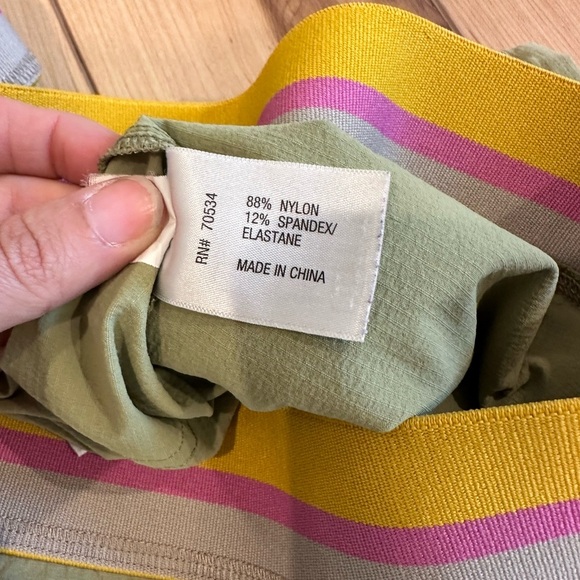 88% NYLON
12% SPANDEX/
ELASTANE
MADE IN CHINA
RN# 70534